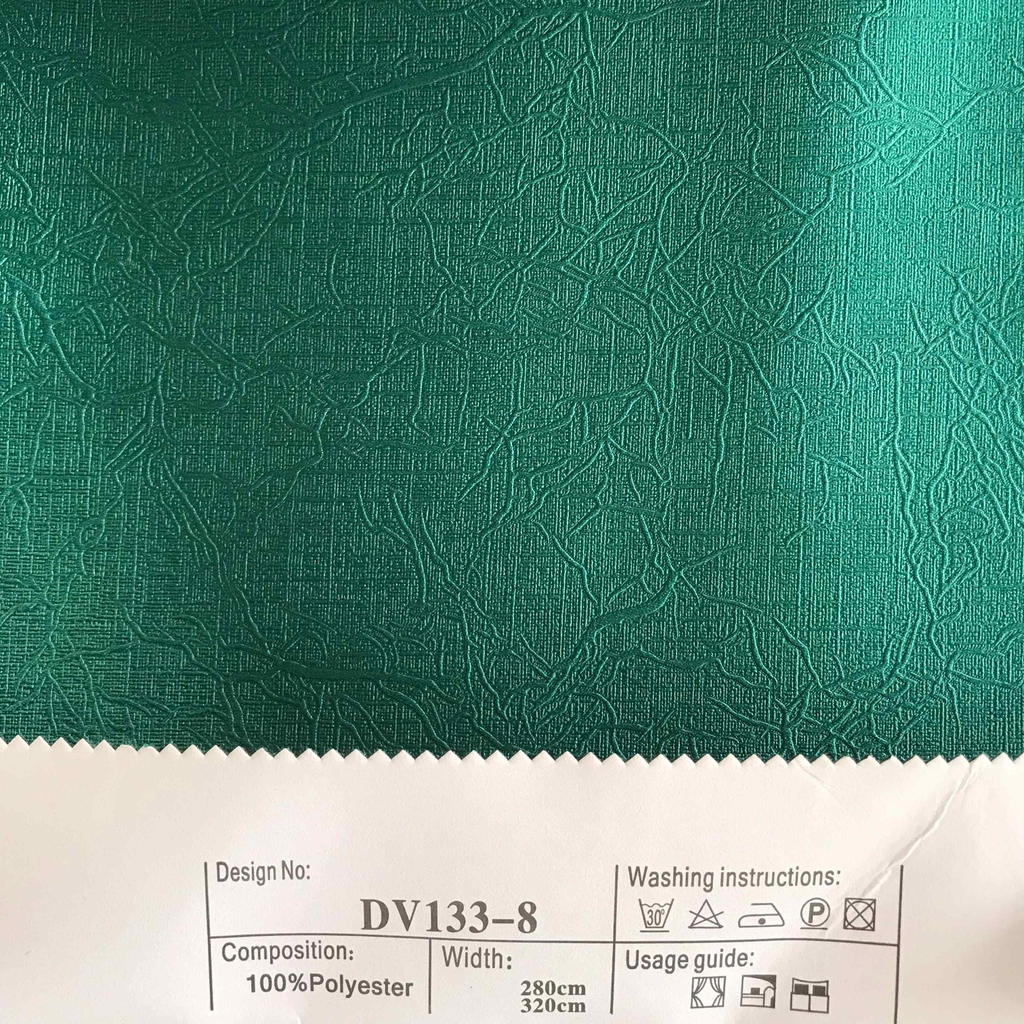 Design No:
DV133-8
Washing instructions:
30°
P
Composition:
100%Polyester
Width:
280cm
320cm
Usage guide: